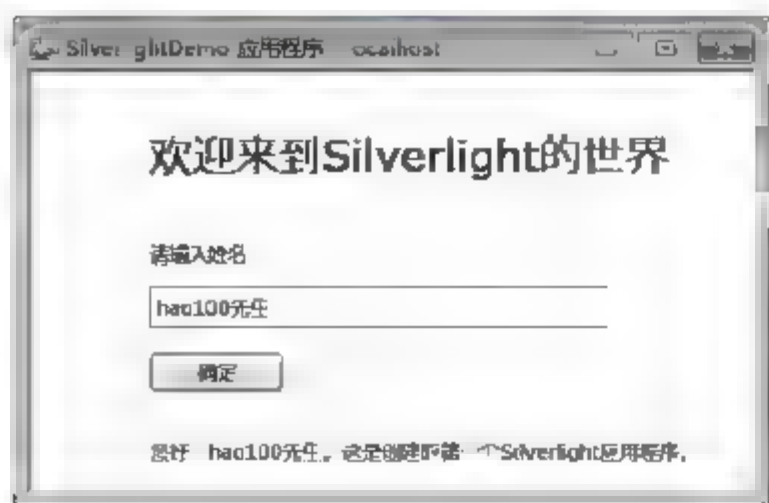 SilverlightDemo 应用程序 localhost
欢迎来到Silverlight的世界
请输入姓名
hao100先生
确定
您好 hao100先生。这是创建的第一个Silverlight应用程序。